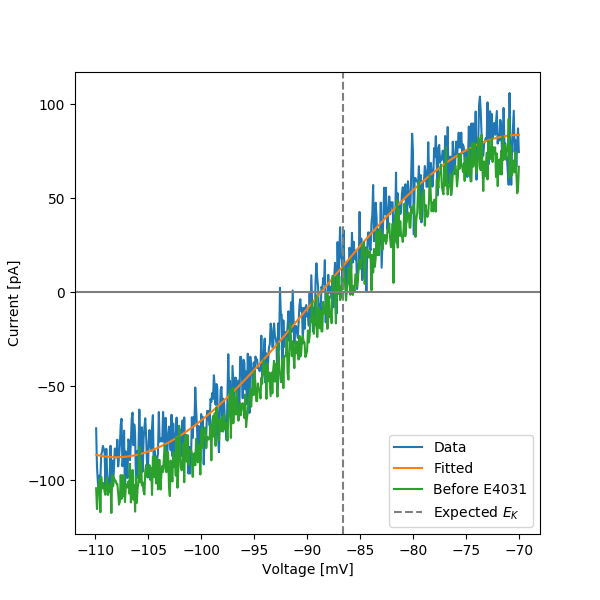 100
50
0
−50
−100
Current [pA]
−110 −105 −100 −95 −90 −85 −80 −75 −70
Voltage [mV]
Data
Fitted
Before E4031
Expected E_K